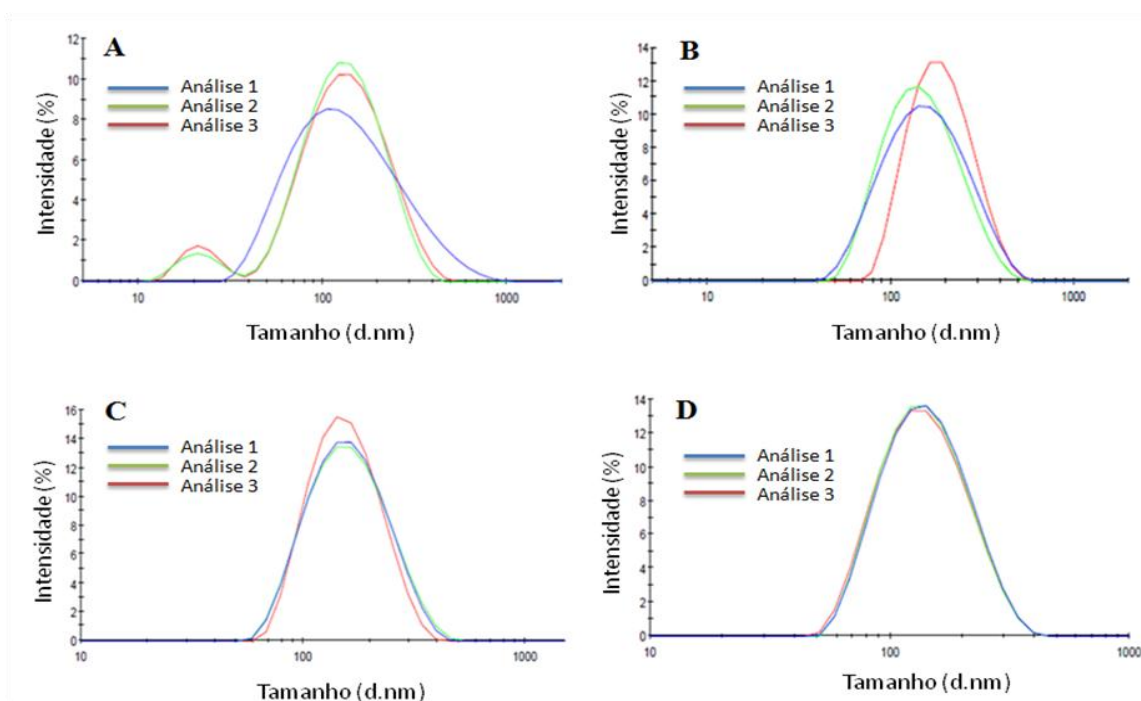 A
Análise 1
Análise 2
Análise 3
Intensidade (%)
12
10
8
6
4
2
0
10 100 1000
Tamanho (d.nm)
B
Análise 1
Análise 2
Análise 3
Intensidade (%)
14
12
10
8
6
4
2
0
10 100 1000
Tamanho (d.nm)
C
Análise 1
Análise 2
Análise 3
Intensidade (%)
16
14
12
10
8
6
4
2
0
10 100 1000
Tamanho (d.nm)
D
Análise 1
Análise 2
Análise 3
Intensidade (%)
14
12
10
8
6
4
2
0
10 100 1000
Tamanho (d.nm)